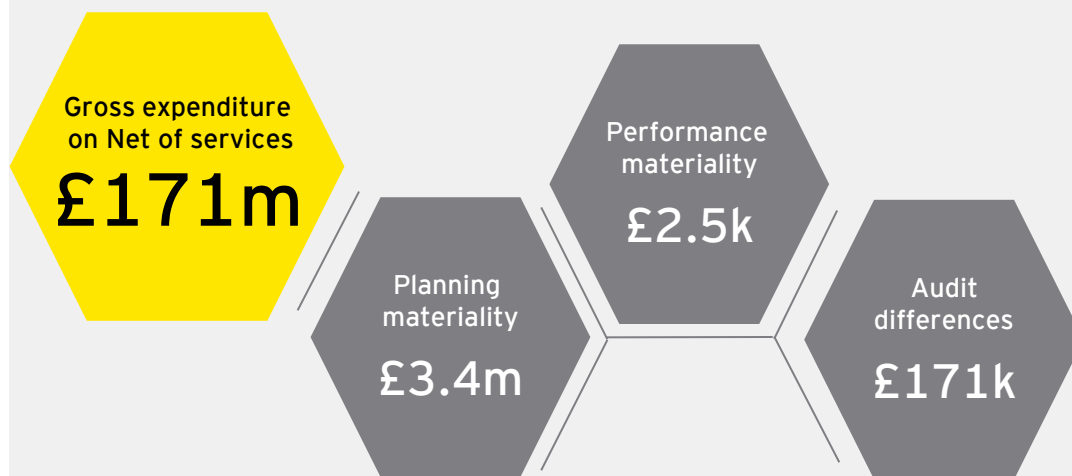 Gross expenditure
on Net of services
£171m
Planning
materiality
£3.4m
Performance
materiality
£2.5k
Audit
differences
£171k